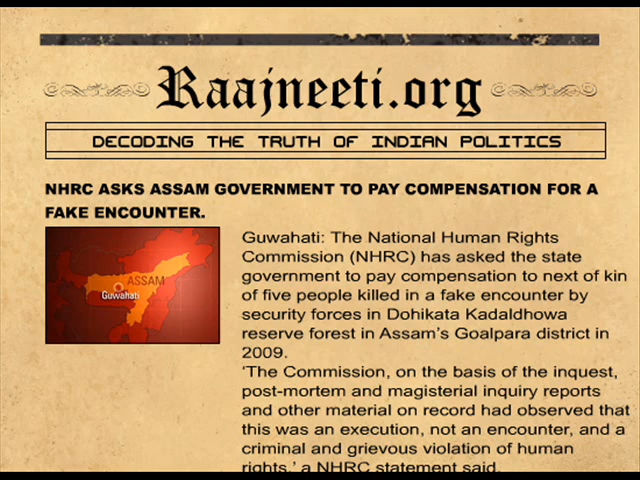 Raajneeti.org
DECODING THE TRUTH OF INDIAN POLITICS
NHRC ASKS ASSAM GOVERNMENT TO PAY COMPENSATION FOR A
FAKE ENCOUNTER.
ASSAM
Guwahati
Guwahati: The National Human Rights
Commission (NHRC) has asked the state
government to pay compensation to next of kin
of five people killed in a fake encounter by
security forces in Dohikata Kadaldhowa
reserve forest in Assam's Goalpara district in
2009.
'The Commission, on the basis of the inquest,
post-mortem and magisterial inquiry reports
and other material on record had observed that
this was an execution, not an encounter, and a
criminal and grievous violation of human
rights,' a NHRC statement said.